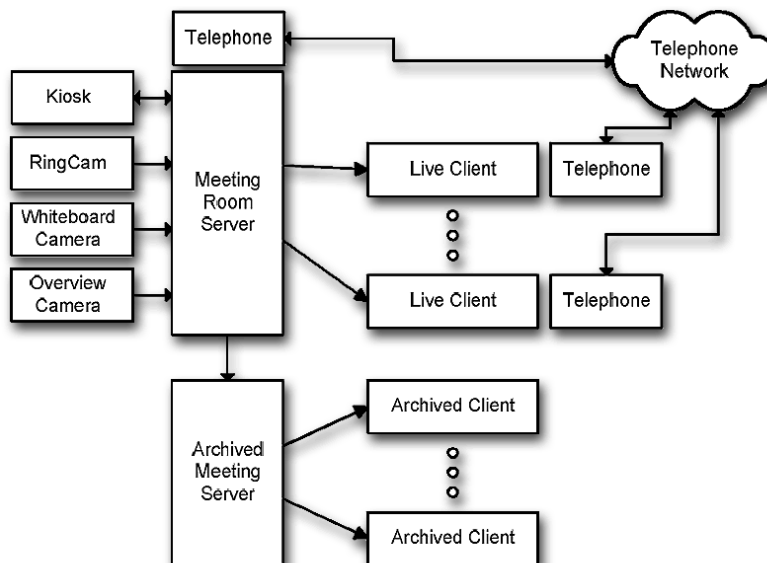 Telephone
Telephone
Network
Kiosk
RingCam
Whiteboard
Camera
Overview
Camera
Meeting
Room
Server
Live Client
Telephone
Live Client
Telephone
Archived
Meeting
Server
Archived Client
Archived Client